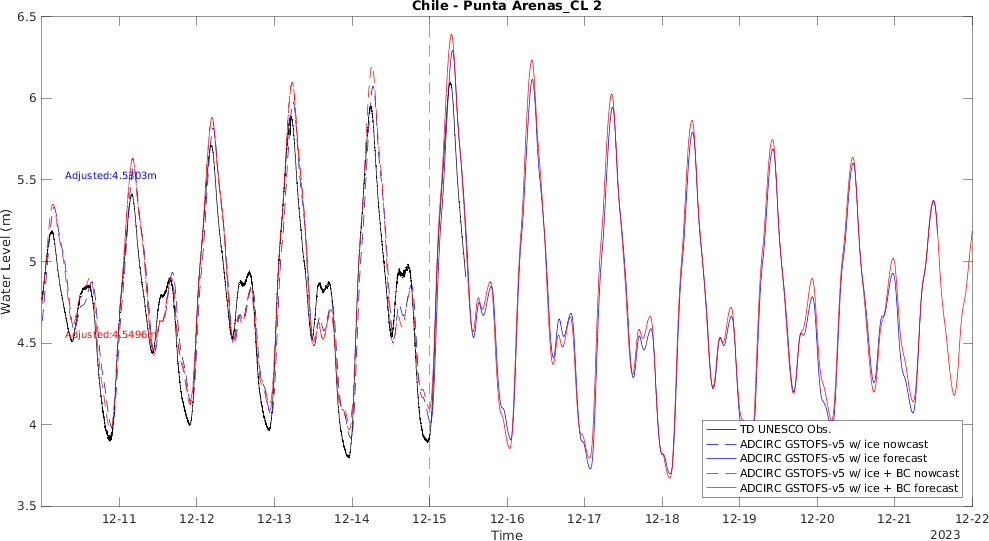 Chile - Punta Arenas_CL 2
6.5
6
5.5
5
4.5
4
3.5
Water Level (m)
Adjusted:4.5303m
Adjusted:4.5496m
TD UNESCO Obs.
ADCIRC GSTOFS-v5 w/ ice nowcast
ADCIRC GSTOFS-v5 w/ ice forecast
ADCIRC GSTOFS-v5 w/ ice + BC nowcast
ADCIRC GSTOFS-v5 w/ ice + BC forecast
12-11 12-12 12-13 12-14 12-15 12-16 12-17 12-18 12-19 12-20 12-21 12-22
Time
2023